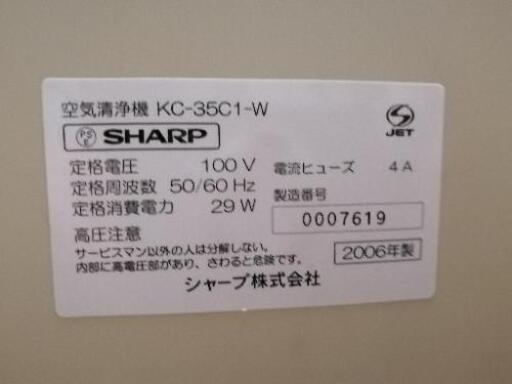 空気清浄機 KC-35C1-W
PS E SHARP
JET
定格電圧 100 V
定格周波数 50/60 Hz
定格消費電力 29 W
電流ヒューズ 4 A
製造番号
0007619
高圧注意
サービスマン以外の人は分解しない。
内部に高電圧部があり、さわると危険です。
2006年製
シャープ株式会社